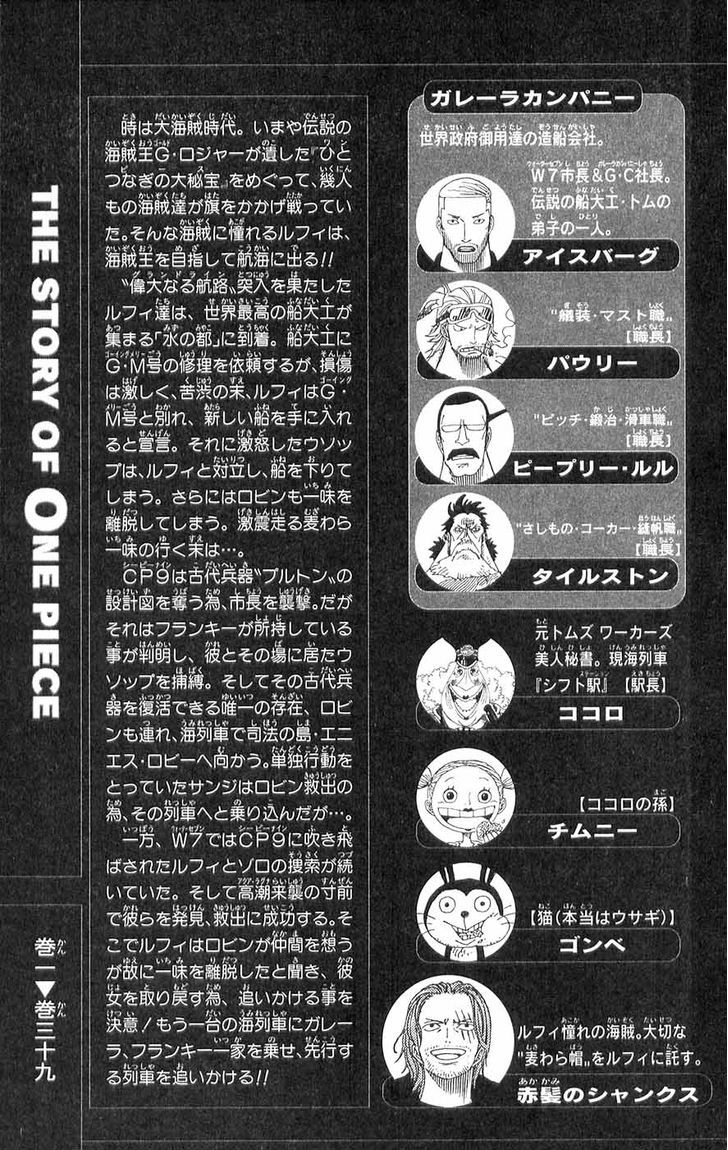 THE STORY OF ONE PIECE
巻一▼巻三十九
時は大海賊時代。いまや伝説の
海賊王G・ロジャーが遺した『ひと
つなぎの大秘宝』をめぐって、幾人
もの海賊達が旗をかかげ戦ってい
た。そんな海賊に憧れるルフィは、
海賊王を目指して航海に出る!!
〝偉大なる航路〟突入を果たした
ルフィ達は、世界最高の船大工が
集まる「水の都」に到着。船大工に
G・M号の修理を依頼するが、損傷
は激しく、苦渋の末、ルフィはG・
M号と別れ、新しい船を手に入れ
ると宣言。それに激怒したウソッ
プは、ルフィと対立し、船を下りて
しまう。さらにはロビンも一味を
離脱してしまう。激震走る麦わら
一味の行く末は…。
CP9は古代兵器〝プルトン〟の
設計図を奪う為、市長を襲撃。だが
それはフランキーが所持している
事が判明し、彼とその場に居たウ
ソップを捕縛。そしてその古代兵
器を復活できる唯一の存在、ロビ
ンも連れ、海列車で司法の島・エニ
エス・ロビーへ向かう。単独行動を
とっていたサンジはロビン救出の
為、その列車へと乗り込んだが…。
一方、W7ではCP9に吹き飛
ばされたルフィとゾロの捜索が続
いていた。そして高潮来襲の寸前
で彼らを発見、救出に成功する。そ
こでルフィはロビンが仲間を想う
が故に一味を離脱したと聞き、彼
女を取り戻す為、追いかける事を
決意！もう一台の海列車にガレー
ラ、フランキー一家を乗せ、先行す
る列車を追いかける!!
ガレーラカンパニー
世界政府御用達の造船会社。
W7市長＆G・C社長。
伝説の船大工・トムの
弟子の一人。
アイスバーグ
〝艤装・マスト職〟
【職長】
パウリー
〝ピッチ・鍛冶・滑車職〟
【職長】
ピープリー・ルル
〝さしもの・コーカー・縫帆職〟
【職長】
タイルストン
元トムズ ワーカーズ
美人秘書。現海列車
『シフト駅』【駅長】
ココロ
【ココロの孫】
チムニー
【猫(本当はウサギ)】
ゴンベ
ルフィ憧れの海賊。大切な
〝麦わら帽〟をルフィに託す。
赤髪のシャンクス